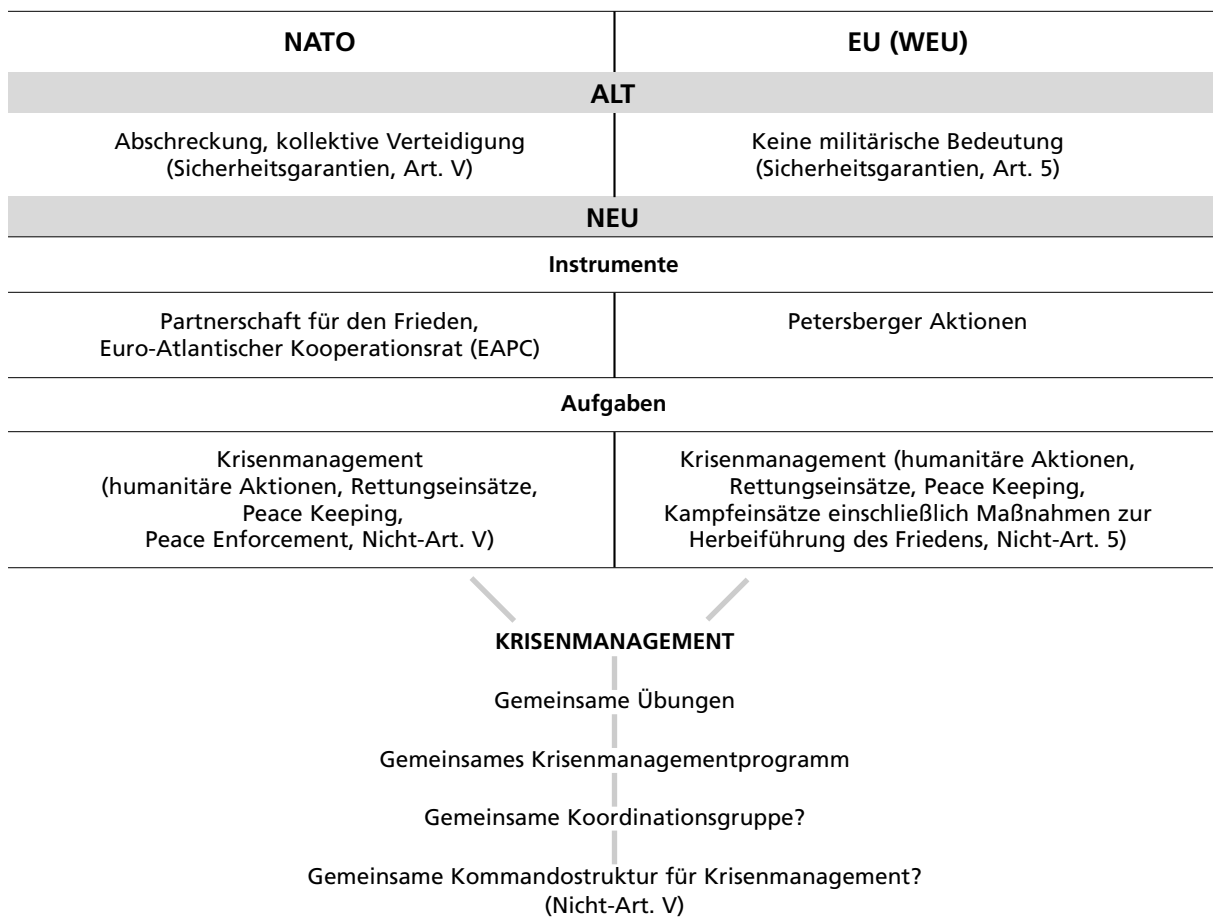 NATO
EU (WEU)
ALT
Abschreckung, kollektive Verteidigung
(Sicherheitsgarantien, Art. V)
Keine militärische Bedeutung
(Sicherheitsgarantien, Art. 5)
NEU
Instrumente
Partnerschaft für den Frieden,
Euro-Atlantischer Kooperationsrat (EAPC)
Petersberger Aktionen
Aufgaben
Krisenmanagement
(humanitäre Aktionen, Rettungseinsätze,
Peace Keeping,
Peace Enforcement, Nicht-Art. V)
Krisenmanagement (humanitäre Aktionen,
Rettungseinsätze, Peace Keeping,
Kampfeinsätze einschließlich Maßnahmen zur
Herbeiführung des Friedens, Nicht-Art. 5)
KRISENMANAGEMENT
Gemeinsame Übungen
Gemeinsames Krisenmanagementprogramm
Gemeinsame Koordinationsgruppe?
Gemeinsame Kommandostruktur für Krisenmanagement?
(Nicht-Art. V)